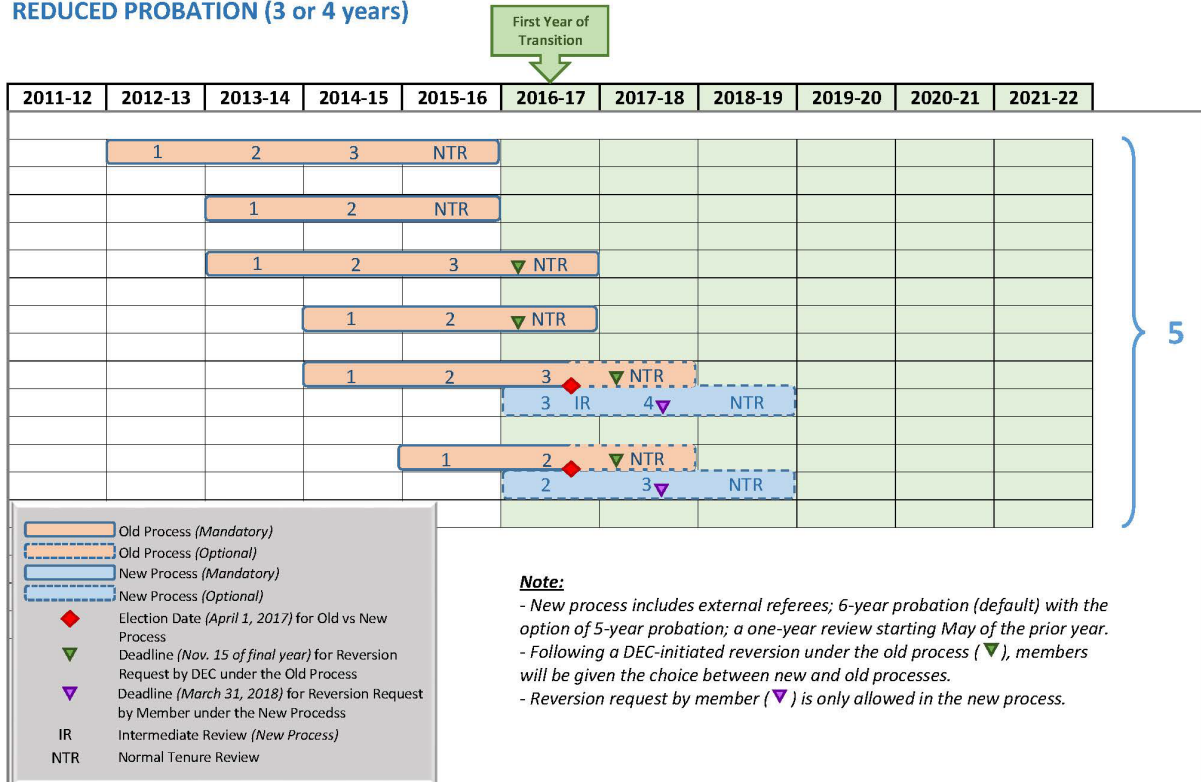 REDUCED PROBATION (3 or 4 years)
First Year of
Transition
2011-12 2012-13 2013-14 2014-15 2015-16 2016-17 2017-18 2018-19 2019-20 2020-21 2021-22
1 2 3 NTR
1 2 NTR
1 2 3 NTR
1 2 NTR
1 2 3 NTR
3 IR 4 NTR
1 2 NTR
2 3 NTR
5
Old Process (Mandatory)
Old Process (Optional)
New Process (Mandatory)
New Process (Optional)
Election Date (April 1, 2017) for Old vs New
Process
Deadline (Nov. 15 of final year) for Reversion
Request by DEC under the Old Process
Deadline (March 31, 2018) for Reversion Request
by Member under the New Procedss
IR Intermediate Review (New Process)
NTR Normal Tenure Review
Note:
- New process includes external referees; 6-year probation (default) with the
option of 5-year probation; a one-year review starting May of the prior year.
- Following a DEC-initiated reversion under the old process ( ), members
will be given the choice between new and old processes.
- Reversion request by member ( ) is only allowed in the new process.